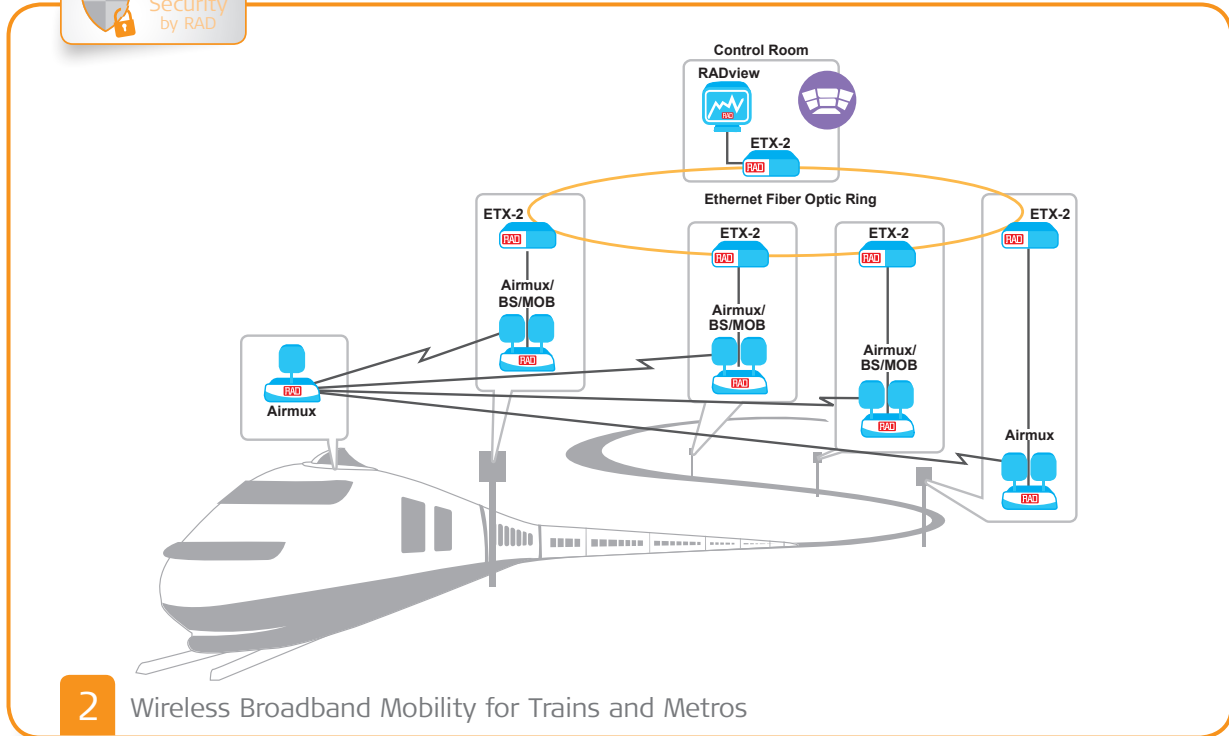 Security
by RAD
Control Room
RADview
RAD
ETX-2
RAD
Ethernet Fiber Optic Ring
ETX-2
RAD
ETX-2
RAD
ETX-2
RAD
ETX-2
RAD
Airmux/
BS/MOB
RAD
Airmux/
BS/MOB
RAD
Airmux/
BS/MOB
RAD
Airmux
RAD
RAD
Airmux
2
Wireless Broadband Mobility for Trains and Metros